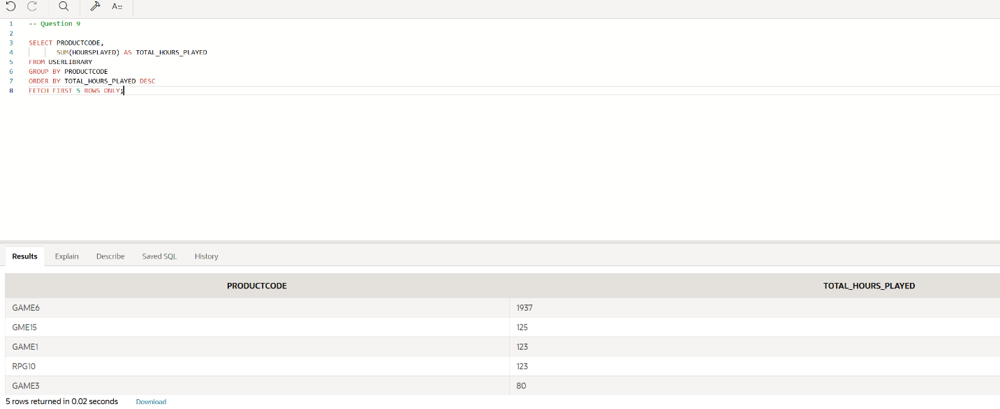 A::
1 -- Question 9
2
3 SELECT PRODUCTCODE,
4 SUM(HOURSPLAYED) AS TOTAL_HOURS_PLAYED
5 FROM USERLIBRARY
6 GROUP BY PRODUCTCODE
7 ORDER BY TOTAL_HOURS_PLAYED DESC
8 FETCH FIRST 5 ROWS ONLY;
Results Explain Describe Saved SQL History
PRODUCTCODE TOTAL_HOURS_PLAYED
GAME6 1937
GME15 125
GAME1 123
RPG10 123
GAME3 80
5 rows returned in 0.02 seconds Download